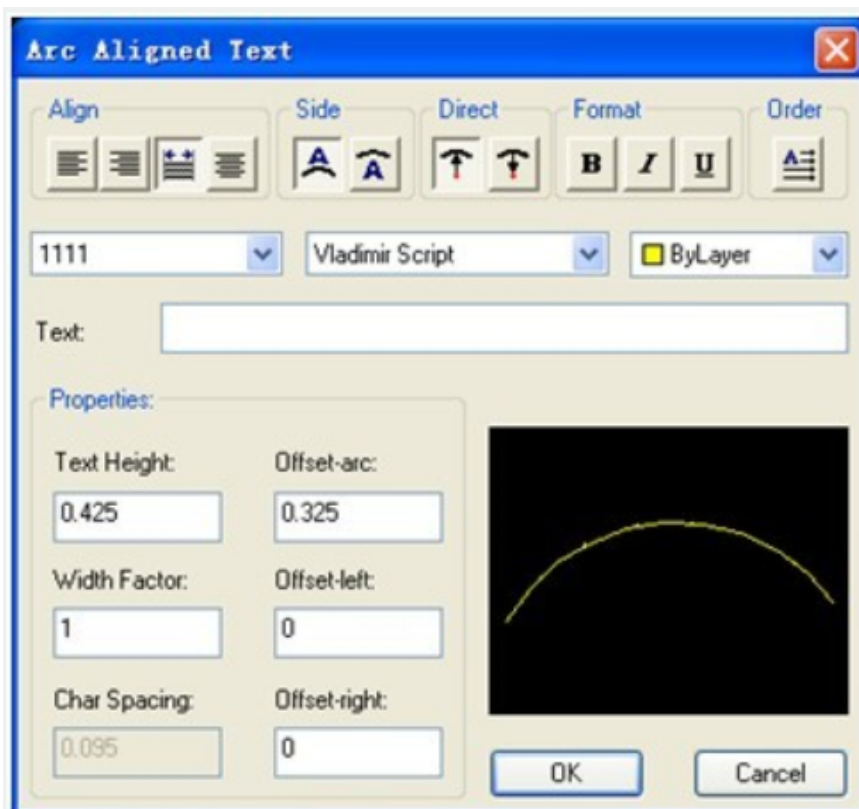 Arc Aligned Text
Align Side Direct Format Order
A A B I U A
1111 Vladimir Script ByLayer
Text:
Properties:
Text Height: Offset-arc:
0.425 0.325
Width Factor: Offset-left:
1 0
Char Spacing: Offset-right:
0.095 0
OK Cancel